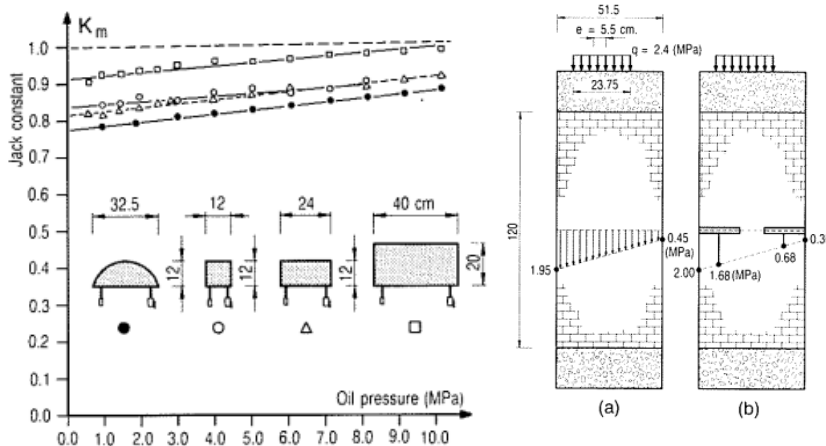 K m
Jack constant
1.0
0.9
0.8
0.7
0.6
0.5
0.4
0.3
0.2
0.1
0.0
32.5
12
24
40 cm
12
12
12
20
Oil pressure (MPa)
0.0 1.0 2.0 3.0 4.0 5.0 6.0 7.0 8.0 9.0 10.0
51.5
e = 5.5 cm.
q = 2.4 (MPa)
23.75
120
1.95
0.45
(MPa)
2.00
1.68 (MPa)
0.68
0.3
(a)
(b)